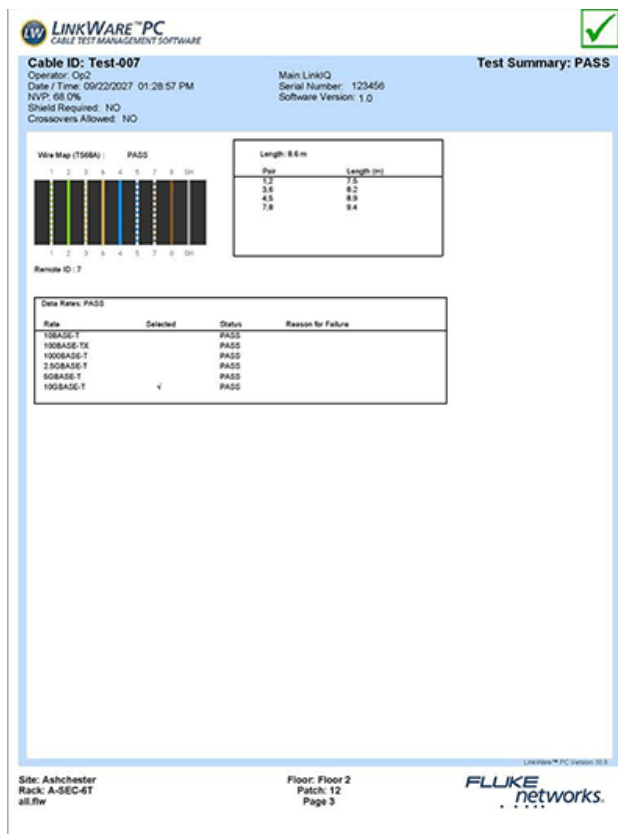 LW LINKWARE™PC
CABLE TEST MANAGEMENT SOFTWARE
Cable ID: Test-007
Test Summary: PASS
Operator: Op2
Date / Time: 09/22/2027 01:28:57 PM
NVP: 68.0%
Shield Required: NO
Crossovers Allowed: NO
Main:LinkIQ
Serial Number: 123456
Software Version: 1.0
Wire Map (T568A) : PASS
1 2 3 6 4 5 7 8 SH
1 2 3 6 4 5 7 8 SH
Remote ID : 7
Length: 8.6 m
Pair Length (m)
1,2 7.5
3,6 8.2
4,5 8.9
7,8 9.4
Data Rates: PASS
Rate Selected Status Reason for Failure
10BASE-T PASS
100BASE-TX PASS
1000BASE-T PASS
2.5GBASE-T PASS
5GBASE-T PASS
10GBASE-T √ PASS
LinkWare™ PC Version 10.8
Site: Ashchester
Rack: A-SEC-6T
all.flw
Floor: Floor 2
Patch: 12
Page 3
FLUKE
networks.